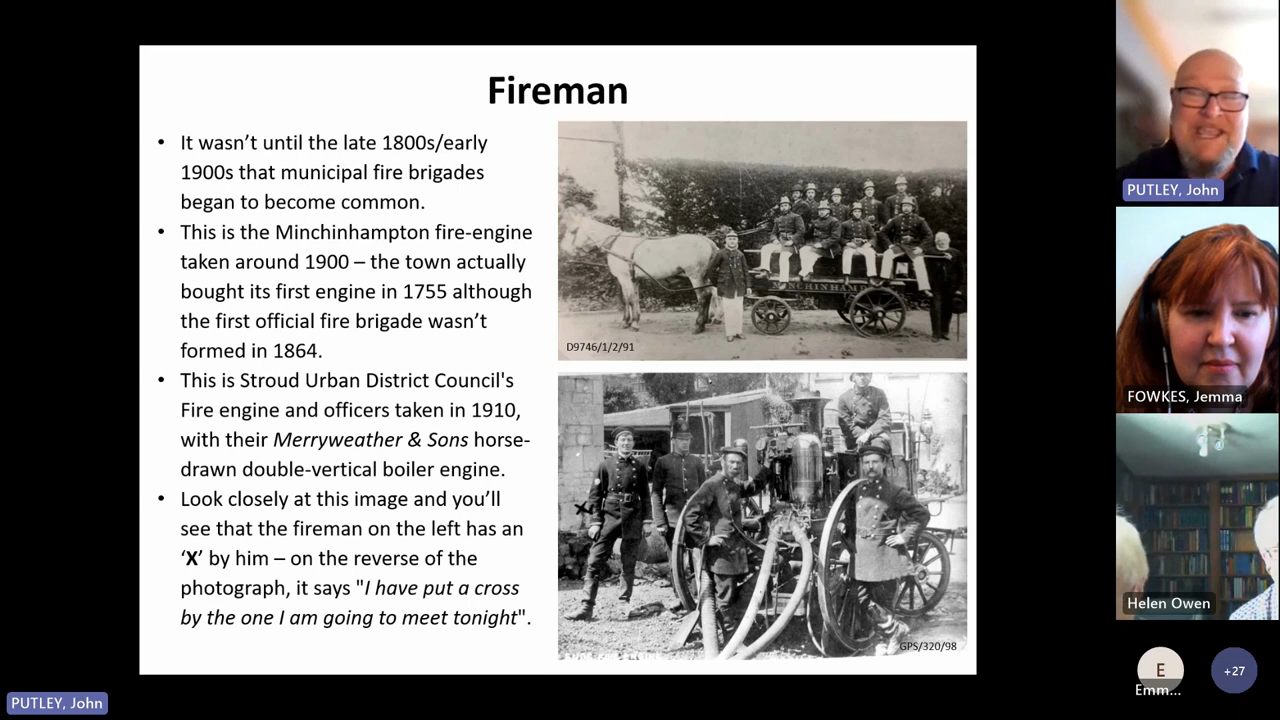 Fireman
• It wasn't until the late 1800s/early
1900s that municipal fire brigades
began to become common.
• This is the Minchinhampton fire-engine
taken around 1900 – the town actually
bought its first engine in 1755 although
the first official fire brigade wasn't
formed in 1864.
• This is Stroud Urban District Council's
Fire engine and officers taken in 1910,
with their Merryweather & Sons horse-
drawn double-vertical boiler engine.
• Look closely at this image and you'll
see that the fireman on the left has an
'X' by him – on the reverse of the
photograph, it says "I have put a cross
by the one I am going to meet tonight".
D9746/1/2/91
X
GPS/320/98
PUTLEY, John
FOWKES, Jemma
Helen Owen
E
Emm...
+27
PUTLEY, John